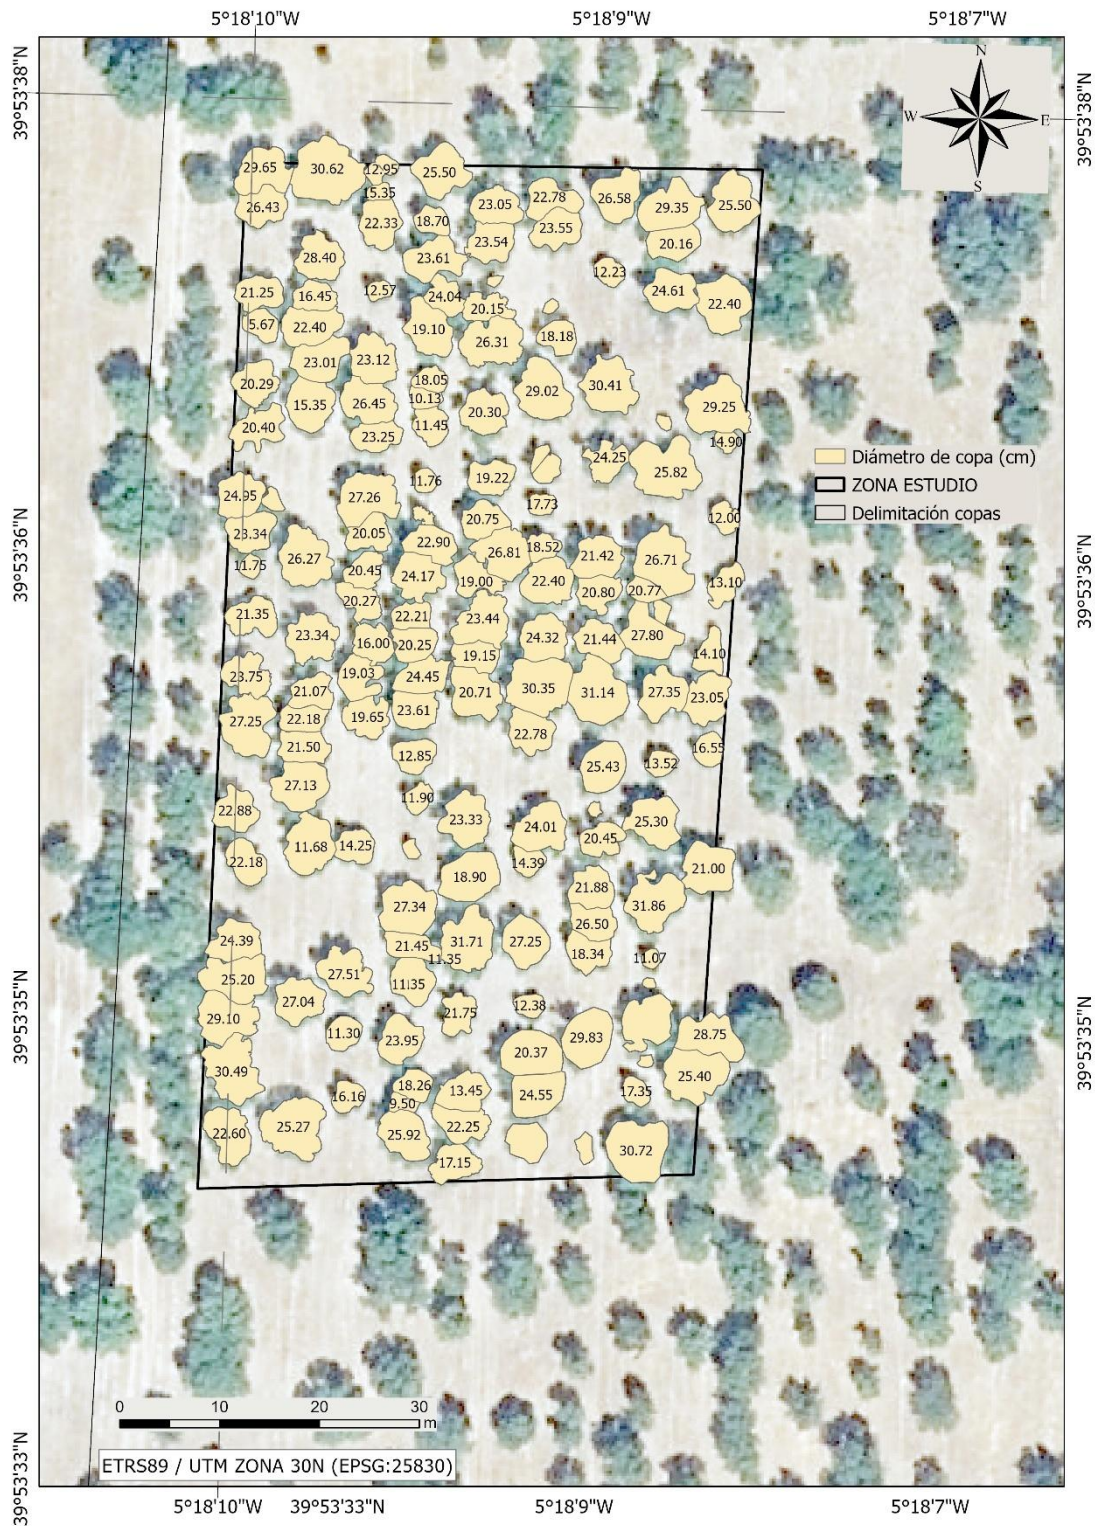 5°18'10"W 5°18'9"W 5°18'7"W
39°53'38"N
39°53'38"N
N
W E
S
29.65 30.62 12.95 25.50
26.43 15.35 23.05 22.78 26.58 29.35 25.50
22.33 18.70 23.54 23.55 20.16
28.40 23.61 12.23
21.25 16.45 12.57 24.04 20.15 24.61 22.40
5.67 22.40 19.10 26.31 18.18
23.01 23.12
20.29 18.05 29.02 30.41
15.35 26.45 10.13 20.30 29.25
20.40 23.25 11.45 14.90
24.25 25.82
Diámetro de copa (cm)
ZONA ESTUDIO
Delimitación copas
24.95 27.26 11.76 19.22 17.73
23.34 20.05 20.75 12.00
22.90 26.81 18.52 21.42 26.71
11.75 26.27 20.45 24.17 19.00 22.40 20.80 20.77 13.10
39°53'36"N
39°53'36"N
20.27
21.35 22.21 23.44 27.80
23.34 16.00 20.25 24.32 21.44 14.10
19.15
23.75 19.03 24.45
21.07 20.71 30.35 31.14 27.35 23.05
27.25 22.18 19.65 23.61
21.50 22.78 16.55
12.85 25.43 13.52
27.13
22.88 11.90 23.33 24.01 25.30
11.68 14.25 20.45
22.18 14.39 21.00
18.90 21.88
27.34 31.86
24.39 21.45 31.71 27.25 26.50
11.35 18.34 11.07
25.20 27.51 11.35
27.04 21.75 12.38
29.10 11.30 23.95 29.83 28.75
20.37
39°53'35"N
39°53'35"N
30.49 18.26 13.45 25.40
16.16 9.50 24.55 17.35
22.60 25.27 25.92 22.25
17.15 30.72
0 10 20 30
m
ETRS89 / UTM ZONA 30N (EPSG:25830)
39°53'33"N
5°18'10"W 39°53'33"N 5°18'9"W 5°18'7"W